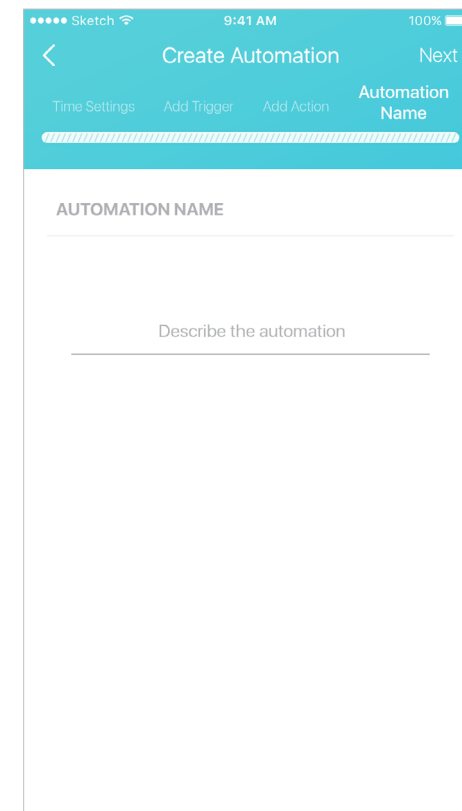 Sketch 9:41 AM 100%
Create Automation Next
Time Settings Add Trigger Add Action Automation Name
AUTOMATION NAME
Describe the automation